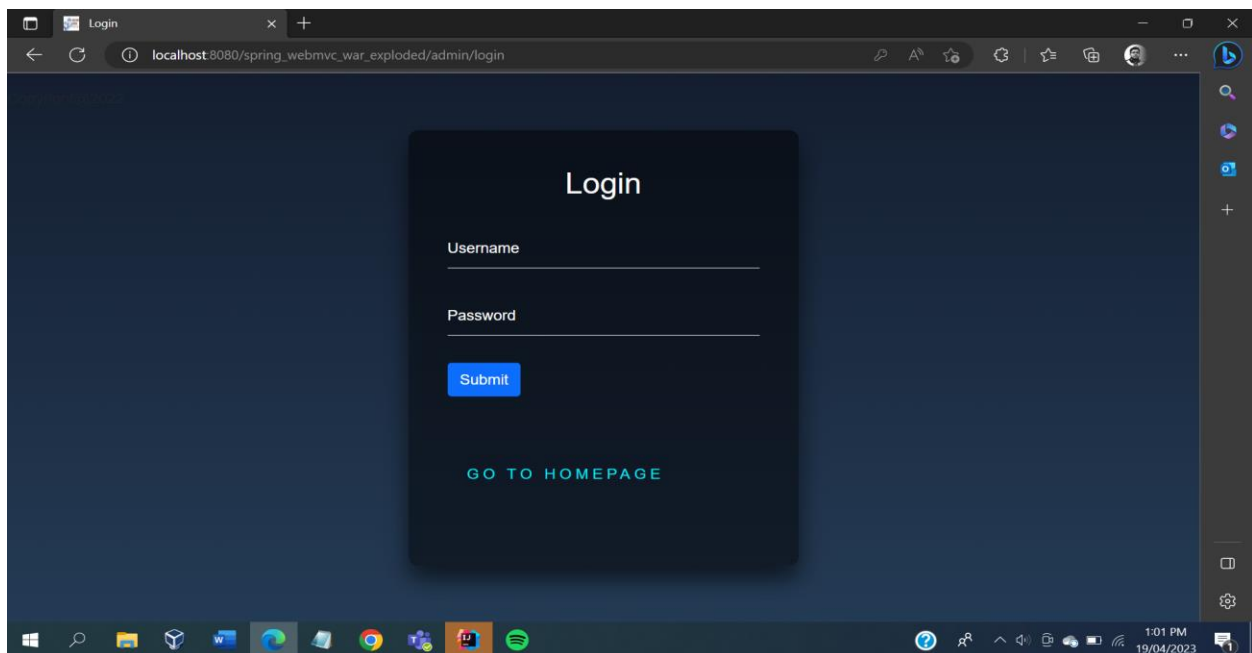 Login
localhost:8080/spring_webmvc_war_exploded/admin/login
Login
Username
Password
Submit
GO TO HOMEPAGE
1:01 PM
19/04/2023